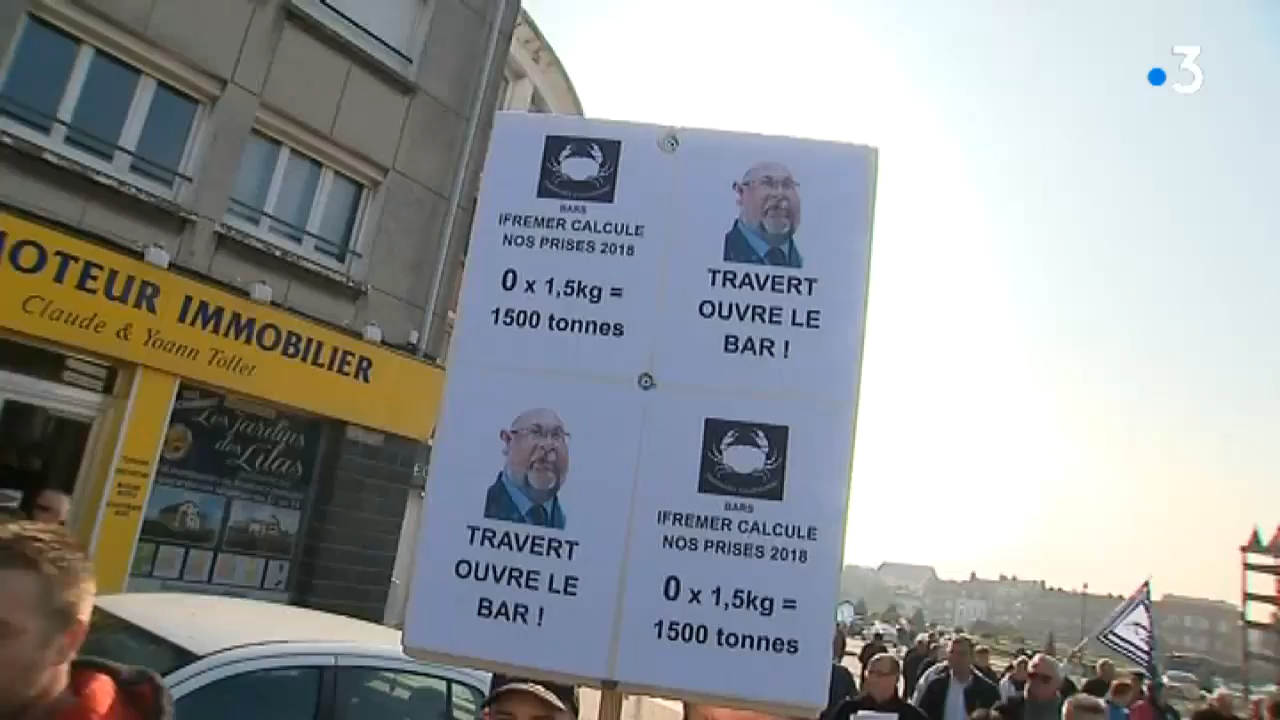 3
MOTEUR IMMOBILIER
Claude & Yoann Tollet
Les jardins
des Lilas
BARS
IFREMER CALCULE
NOS PRISES 2018
0 x 1,5kg =
1500 tonnes
TRAVERT
OUVRE LE
BAR !
TRAVERT
OUVRE LE
BAR !
BARS
IFREMER CALCULE
NOS PRISES 2018
0 x 1,5kg =
1500 tonnes